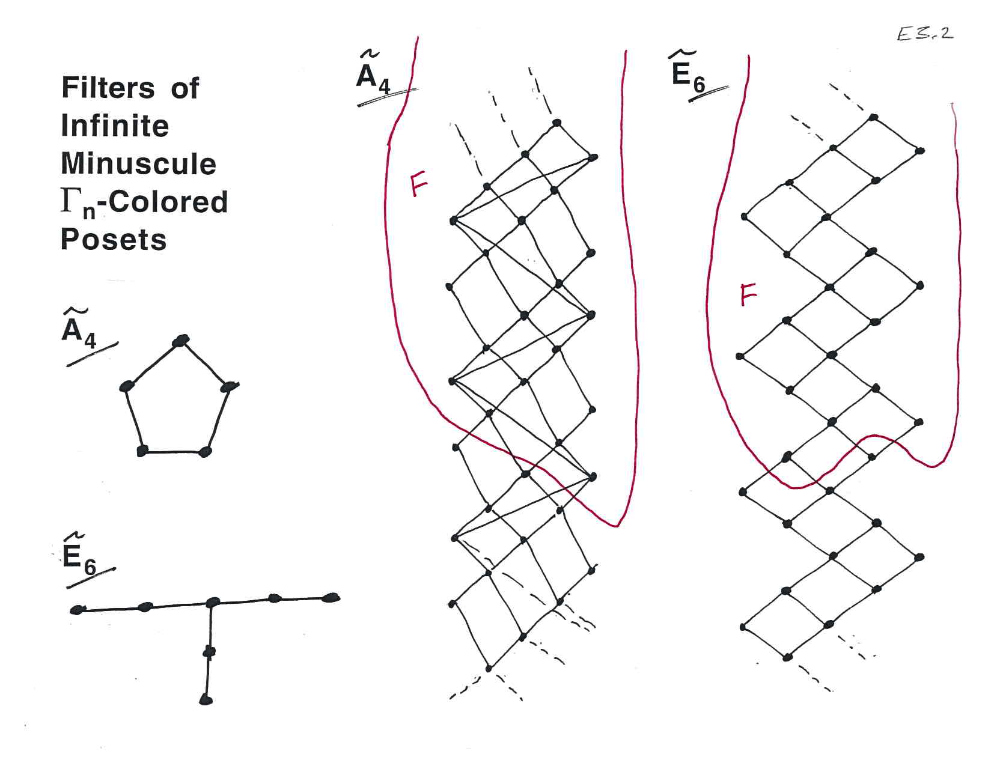 E3.2
Filters of
Infinite
Minuscule
Γn-Colored
Posets
Ã4
Ẽ6
Ã4
F
Ẽ6
F